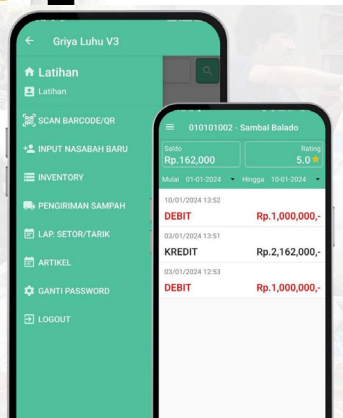 Griya Luhu V3
Latihan
Latihan
SCAN BARCODE/QR
INPUT NASABAH BARU
INVENTORY
PENGIRIMAN SAMPAH
LAP. SETOR/TARIK
ARTIKEL
GANTI PASSWORD
LOGOUT
010101002 - Sambal Balado
Saldo
Rp.162,000
Rating
5.0
Mulai 01-01-2024 Hingga 10-01-2024
10/01/2024 13:52
DEBIT Rp.1,000,000,-
03/01/2024 13:51
KREDIT Rp.2,162,000,-
03/01/2024 12:53
DEBIT Rp.1,000,000,-